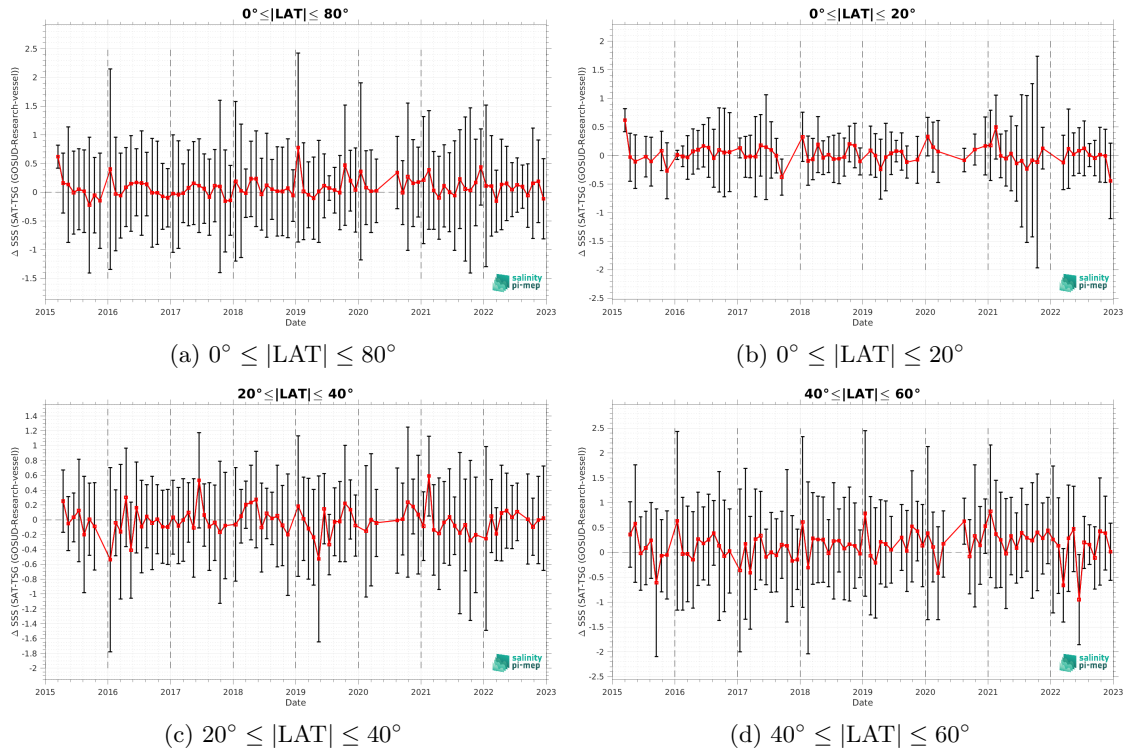 0°≤|LAT|≤ 80°
Δ SSS (SAT-TSG (GOSUD-Research-vessel))
2.5
2
1.5
1
0.5
0
-0.5
-1
-1.5
2015 2016 2017 2018 2019 2020 2021 2022 2023
Date
salinity
pi-mep
(a) 0° ≤ |LAT| ≤ 80°
0°≤|LAT|≤ 20°
Δ SSS (SAT-TSG (GOSUD-Research-vessel))
2
1.5
1
0.5
0
-0.5
-1
-1.5
-2
-2.5
2015 2016 2017 2018 2019 2020 2021 2022 2023
Date
salinity
pi-mep
(b) 0° ≤ |LAT| ≤ 20°
20°≤|LAT|≤ 40°
Δ SSS (SAT-TSG (GOSUD-Research-vessel))
1.4
1.2
1
0.8
0.6
0.4
0.2
0
-0.2
-0.4
-0.6
-0.8
-1
-1.2
-1.4
-1.6
-1.8
-2
2015 2016 2017 2018 2019 2020 2021 2022 2023
Date
salinity
pi-mep
(c) 20° ≤ |LAT| ≤ 40°
40°≤|LAT|≤ 60°
Δ SSS (SAT-TSG (GOSUD-Research-vessel))
2.5
2
1.5
1
0.5
0
-0.5
-1
-1.5
-2
-2.5
2015 2016 2017 2018 2019 2020 2021 2022 2023
Date
salinity
pi-mep
(d) 40° ≤ |LAT| ≤ 60°